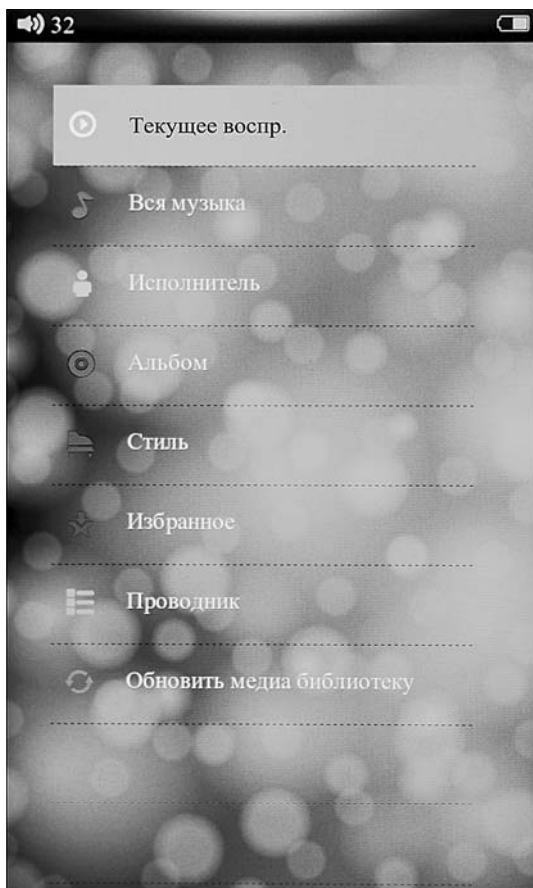 32
Текущее воспр.
Вся музыка
Исполнитель
Альбом
Стиль
Избранное
Проводник
Обновить медиа библиотеку